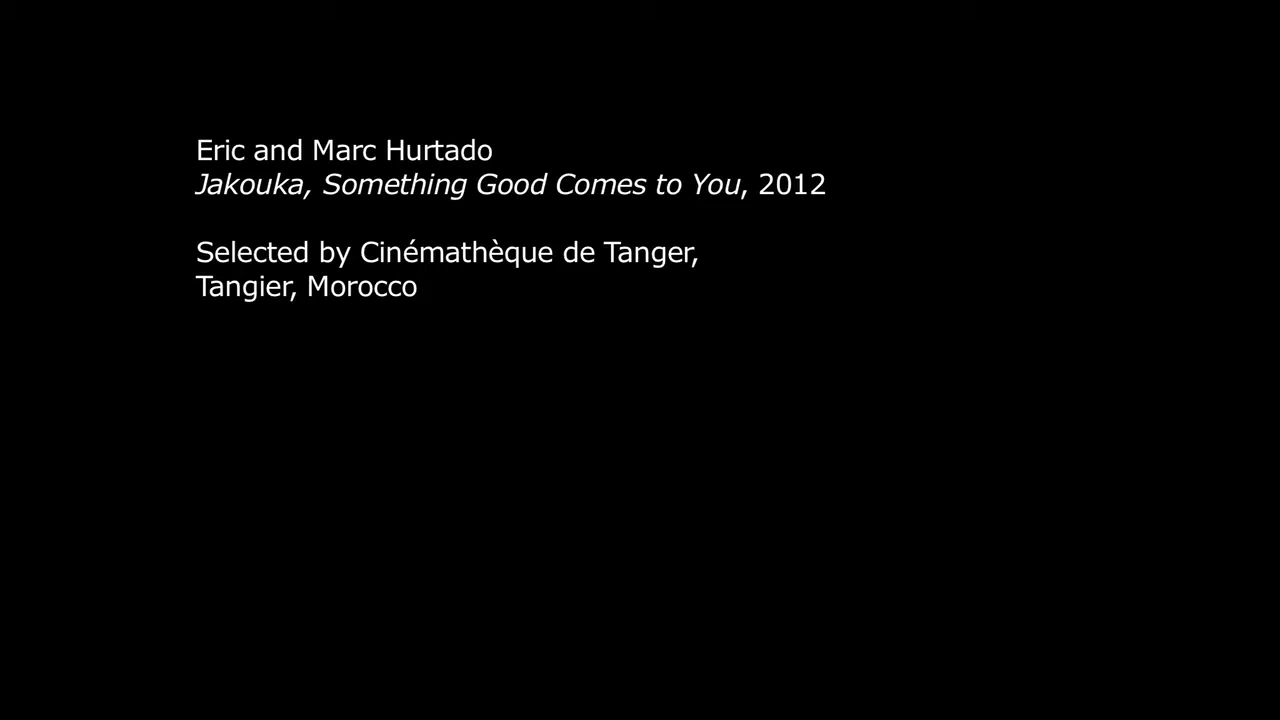 Eric and Marc Hurtado
Jakouka, Something Good Comes to You, 2012
Selected by Cinémathèque de Tanger,
Tangier, Morocco